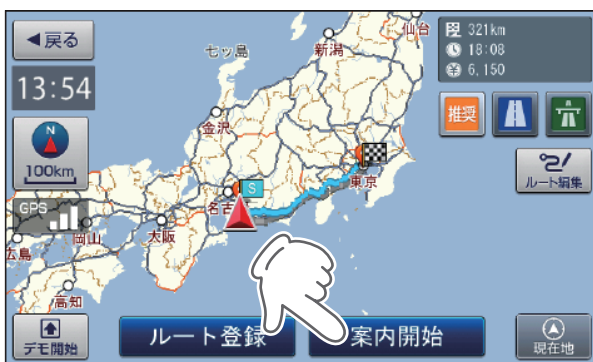 ◀戻る
セッ島
新潟
仙台
321km
18:08
¥ 6,150
13:54
推奨
金沢
N
100km
ルート編集
東京
S
名古
GPS
岡山
大阪
広島
高知
デモ開始
ルート登録
案内開始
現在地